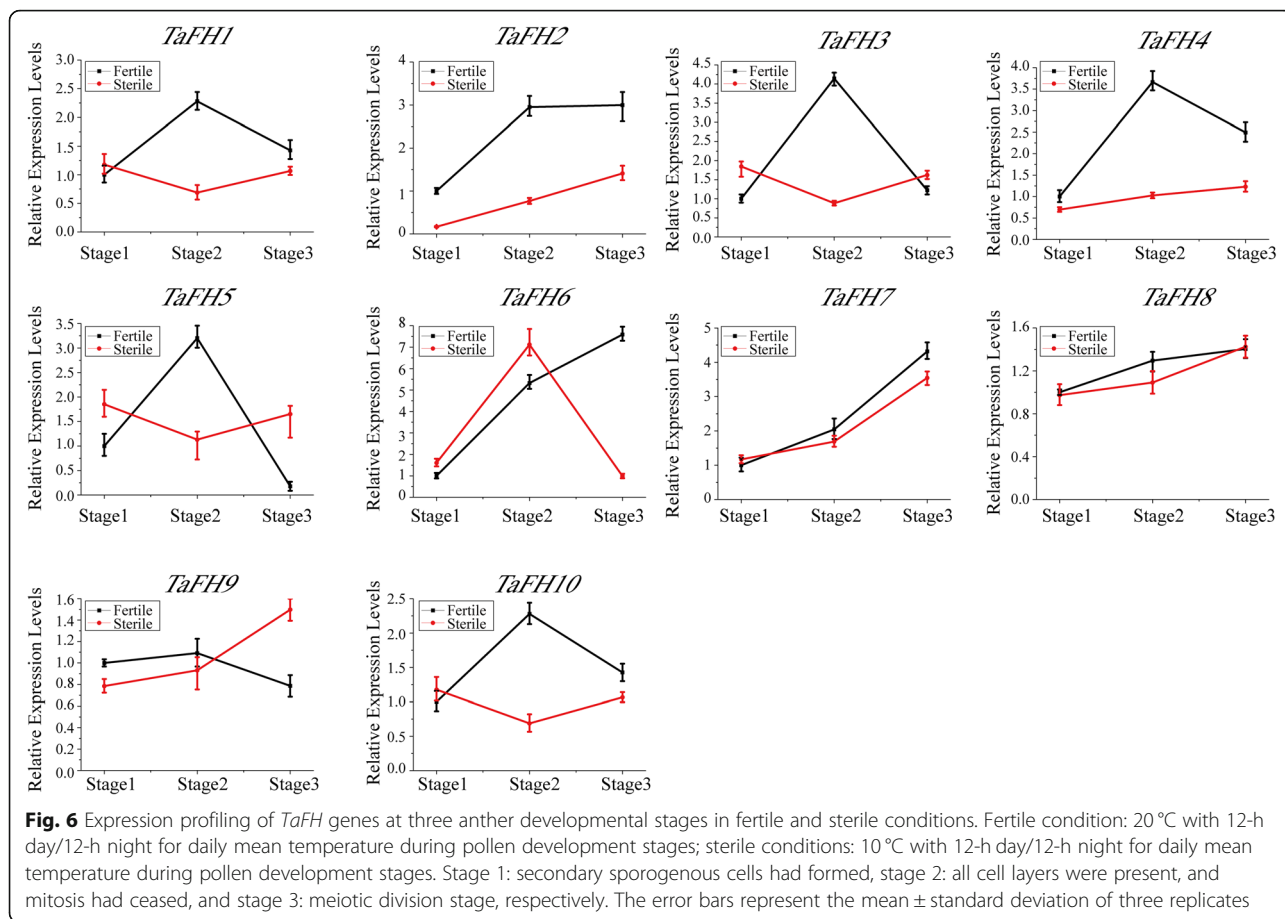 TaFH1
Relative Expression Levels
3.0
2.5
2.0
1.5
1.0
0.5
0.0
Fertile
Sterile
Stage1 Stage2 Stage3
TaFH2
Relative Expression Levels
4
3
2
1
0
Fertile
Sterile
Stage1 Stage2 Stage3
TaFH3
Relative Expression Levels
4.5
4.0
3.5
3.0
2.5
2.0
1.5
1.0
0.5
0.0
Fertile
Sterile
Stage1 Stage2 Stage3
TaFH4
Relative Expression Levels
4.0
3.5
3.0
2.5
2.0
1.5
1.0
0.5
0.0
Fertile
Sterile
Stage1 Stage2 Stage3
TaFH5
Relative Expression Levels
3.5
3.0
2.5
2.0
1.5
1.0
0.5
0.0
Fertile
Sterile
Stage1 Stage2 Stage3
TaFH6
Relative Expression Levels
8
7
6
5
4
3
2
1
0
Fertile
Sterile
Stage1 Stage2 Stage3
TaFH7
Relative Expression Levels
5
4
3
2
1
0
Fertile
Sterile
Stage1 Stage2 Stage3
TaFH8
Relative Expression Levels
1.6
1.4
1.2
1.0
0.8
0.6
0.4
0.2
0.0
Fertile
Sterile
Stage1 Stage2 Stage3
TaFH9
Relative Expression Levels
1.6
1.4
1.2
1.0
0.8
0.6
0.4
0.2
0.0
Fertile
Sterile
Stage1 Stage2 Stage3
TaFH10
Relative Expression Levels
2.5
2.0
1.5
1.0
0.5
0.0
Fertile
Sterile
Stage1 Stage2 Stage3
Fig. 6 Expression profiling of TaFH genes at three anther developmental stages in fertile and sterile conditions. Fertile condition: 20 °C with 12-h
day/12-h night for daily mean temperature during pollen development stages; sterile conditions: 10 °C with 12-h day/12-h night for daily mean
temperature during pollen development stages. Stage 1: secondary sporogenous cells had formed, stage 2: all cell layers were present, and
mitosis had ceased, and stage 3: meiotic division stage, respectively. The error bars represent the mean ± standard deviation of three replicates